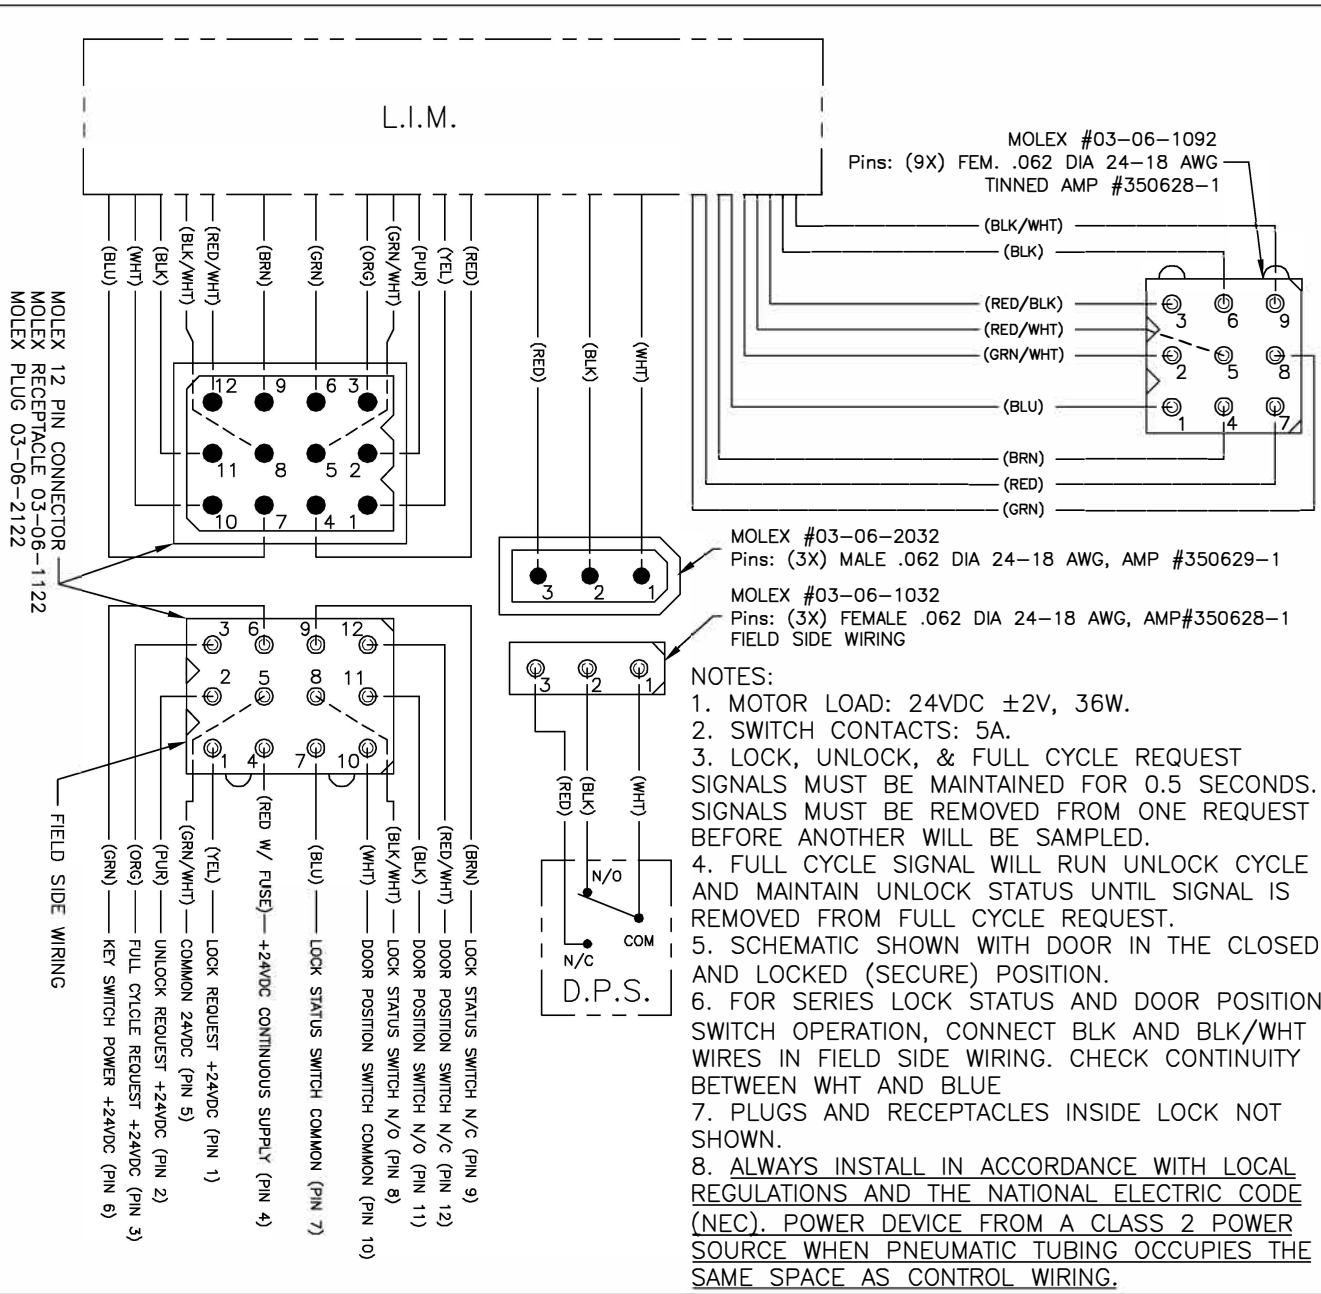 L.I.M.
MOLEX #03-06-1092
Pins: (9X) FEM. .062 DIA 24-18 AWG
TINNED AMP #350628-1
(BLU)
(WHT)
(BLK)
(BLK/WHT)
(RED/WHT)
(BRN)
(GRN)
(ORG)
(GRN/WHT)
(PUR)
(YEL)
(RED)
(RED)
(BLK)
(WHT)
(BLK/WHT)
(BLK)
(RED/BLK)
(RED/WHT)
(GRN/WHT)
(BLU)
(BRN)
(RED)
(GRN)
3 6 9
2 5 8
1 4 7
12 9 6 3
11 8 5 2
10 7 4 1
MOLEX 12 PIN CONNECTOR
MOLEX RECEPTACLE 03-06-1122
MOLEX PLUG 03-06-2122
3 2 1
MOLEX #03-06-2032
Pins: (3X) MALE .062 DIA 24-18 AWG, AMP #350629-1
MOLEX #03-06-1032
Pins: (3X) FEMALE .062 DIA 24-18 AWG, AMP#350628-1
FIELD SIDE WIRING
3 2 1
3 6 9 12
2 5 8 11
1 4 7 10
FIELD SIDE WIRING
(GRN) KEY SWITCH POWER +24VDC (PIN 6)
(ORG) FULL CYLCLE REQUEST +24VDC (PIN 3)
(PUR) UNLOCK REQUEST +24VDC (PIN 2)
(GRN/WHT) COMMON 24VDC (PIN 5)
(YEL) LOCK REQUEST +24VDC (PIN 1)
(RED W/ FUSE) +24VDC CONTINUOUS SUPPLY (PIN 4)
(BLU) LOCK STATUS SWITCH COMMON (PIN 7)
(WHT) DOOR POSITION SWITCH COMMON (PIN 10)
(BLK/WHT) LOCK STATUS SWITCH N/O (PIN 8)
(BLK) DOOR POSITION SWITCH N/O (PIN 11)
(RED/WHT) DOOR POSITION SWITCH N/C (PIN 12)
(BRN) LOCK STATUS SWITCH N/C (PIN 9)
(RED)
(BLK)
(WHT)
N/O
COM
N/C
D.P.S.
NOTES:
1. MOTOR LOAD: 24VDC ±2V, 36W.
2. SWITCH CONTACTS: 5A.
3. LOCK, UNLOCK, & FULL CYCLE REQUEST
SIGNALS MUST BE MAINTAINED FOR 0.5 SECONDS.
SIGNALS MUST BE REMOVED FROM ONE REQUEST
BEFORE ANOTHER WILL BE SAMPLED.
4. FULL CYCLE SIGNAL WILL RUN UNLOCK CYCLE
AND MAINTAIN UNLOCK STATUS UNTIL SIGNAL IS
REMOVED FROM FULL CYCLE REQUEST.
5. SCHEMATIC SHOWN WITH DOOR IN THE CLOSED
AND LOCKED (SECURE) POSITION.
6. FOR SERIES LOCK STATUS AND DOOR POSITION
SWITCH OPERATION, CONNECT BLK AND BLK/WHT
WIRES IN FIELD SIDE WIRING. CHECK CONTINUITY
BETWEEN WHT AND BLUE
7. PLUGS AND RECEPTACLES INSIDE LOCK NOT
SHOWN.
8. ALWAYS INSTALL IN ACCORDANCE WITH LOCAL
REGULATIONS AND THE NATIONAL ELECTRIC CODE
(NEC). POWER DEVICE FROM A CLASS 2 POWER
SOURCE WHEN PNEUMATIC TUBING OCCUPIES THE
SAME SPACE AS CONTROL WIRING.